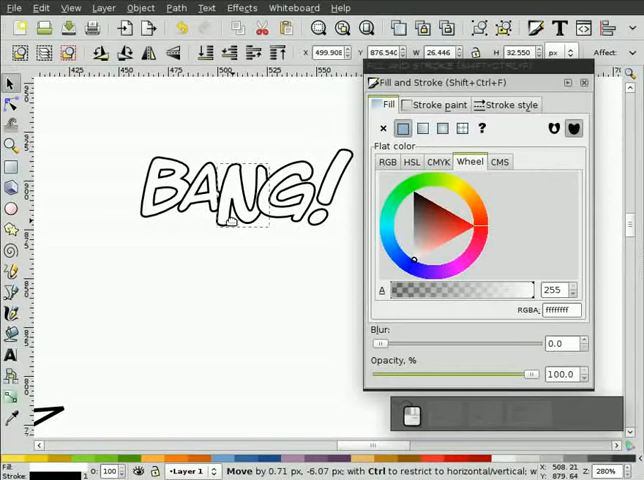 File Edit View Layer Object Path Text Effects Whiteboard Help
X 499.908 Y 876.540 W 26.446 H 32.550 px Affect:
425 450 475 500 525 550
Fill and Stroke (Shift+Ctrl+F)
Fill Stroke paint Stroke style
Flat color
RGB HSL CMYK Wheel CMS
BANG!
A 255
RGBA: ffffffff
Blur:
0.0
Opacity, %
100.0
Fill: O: 100 Layer 1 Move by 0.71 px, -6.07 px; with Ctrl to restrict to horizontal/vertical; w X: 508.21 Z: 280%
Stroke: Y: 879.64